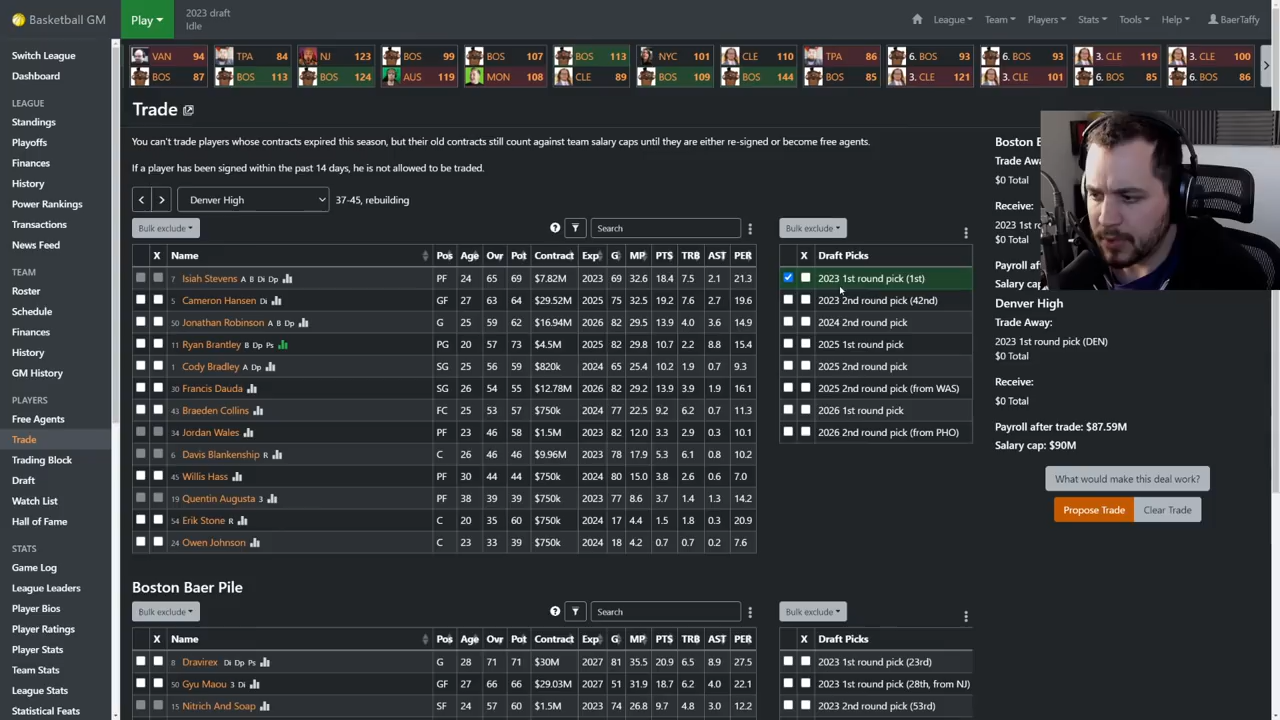 Basketball GM
Play
2023 draft
Idle
League
Team
Players
Stats
Tools
Help
BaerTaffy
VAN 94
BOS 87
TPA 84
BOS 113
NJ 123
BOS 124
BOS 99
AUS 119
BOS 107
MON 108
BOS 113
CLE 89
NYC 101
BOS 109
CLE 110
BOS 144
TPA 86
BOS 85
6. BOS 93
3. CLE 121
6. BOS 93
3. CLE 101
3. CLE 119
6. BOS 85
3. CLE 100
6. BOS 86
Switch League
Dashboard
LEAGUE
Standings
Playoffs
Finances
History
Power Rankings
Transactions
News Feed
TEAM
Roster
Schedule
Finances
History
GM History
PLAYERS
Free Agents
Trade
Trading Block
Draft
Watch List
Hall of Fame
STATS
Game Log
League Leaders
Player Bios
Player Ratings
Player Stats
Team Stats
League Stats
Statistical Feats
Trade
You can't trade players whose contracts expired this season, but their old contracts still count against team salary caps until they are either re-signed or become free agents.
If a player has been signed within the past 14 days, he is not allowed to be traded.
Denver High
37-45, rebuilding
Bulk exclude
Search
X Name Pos Age Ovr Pot Contract Exp G MP PTS TRB AST PER
7 Isiah Stevens A B Di Dp PF 24 65 69 $7.82M 2023 69 32.6 18.4 7.5 2.1 21.3
5 Cameron Hansen Di GF 27 63 64 $29.52M 2025 75 32.5 19.2 7.6 2.7 19.6
50 Jonathan Robinson A B Dp G 25 59 62 $16.94M 2026 82 29.5 13.9 4.0 3.6 14.9
11 Ryan Brantley B Dp Ps PG 20 57 73 $4.5M 2025 82 29.8 10.7 2.2 8.8 15.4
1 Cody Bradley A Dp SG 25 56 59 $820k 2024 65 25.4 10.2 1.9 0.7 9.3
30 Francis Dauda SG 26 54 53 $12.78M 2026 82 29.2 13.9 3.9 1.9 16.1
43 Braeden Collins FC 25 53 57 $750k 2024 77 22.5 9.2 6.2 0.7 11.3
34 Jordan Wales PF 23 46 58 $1.5M 2023 82 12.0 3.3 2.9 0.3 10.1
6 Davis Blankenship R C 26 46 46 $9.96M 2023 78 17.9 5.3 6.1 0.8 10.2
45 Willis Hass PF 30 44 44 $750k 2024 80 15.0 3.8 2.6 0.6 7.0
19 Quentin Augusta 3 PF 38 39 39 $750k 2023 77 8.6 3.7 1.4 1.3 14.2
54 Erik Stone R C 20 35 60 $750k 2024 17 4.4 1.5 1.8 0.3 20.9
24 Owen Johnson C 23 33 39 $750k 2024 18 4.2 0.7 0.7 0.2 7.6
Bulk exclude
X Draft Picks
2023 1st round pick (1st)
2023 2nd round pick (42nd)
2024 2nd round pick
2025 1st round pick
2025 2nd round pick
2025 2nd round pick (from WAS)
2026 1st round pick
2026 2nd round pick (from PHO)
Boston Baer Pile
Bulk exclude
Search
X Name Pos Age Ovr Pot Contract Exp G MP PTS TRB AST PER
8 Dravirex Di Dp Ps G 28 71 71 $30M 2027 81 35.5 20.9 6.5 8.9 27.5
50 Gyu Maou 3 Di GF 27 66 66 $29.03M 2027 51 31.9 18.7 6.2 4.0 22.1
15 Nitrich And Soap SF 24 57 60 $1.5M 2023 74 26.8 9.7 4.8 3.0 12.2
Bulk exclude
X Draft Picks
2023 1st round pick (23rd)
2023 1st round pick (28th, from NJ)
2023 2nd round pick (53rd)
Boston B
Trade Away:
$0 Total
Receive:
2023 1st r
$0 Total
Payroll after
Salary cap:
Denver High
Trade Away:
2023 1st round pick (DEN)
$0 Total
Receive:
$0 Total
Payroll after trade: $87.59M
Salary cap: $90M
What would make this deal work?
Propose Trade
Clear Trade